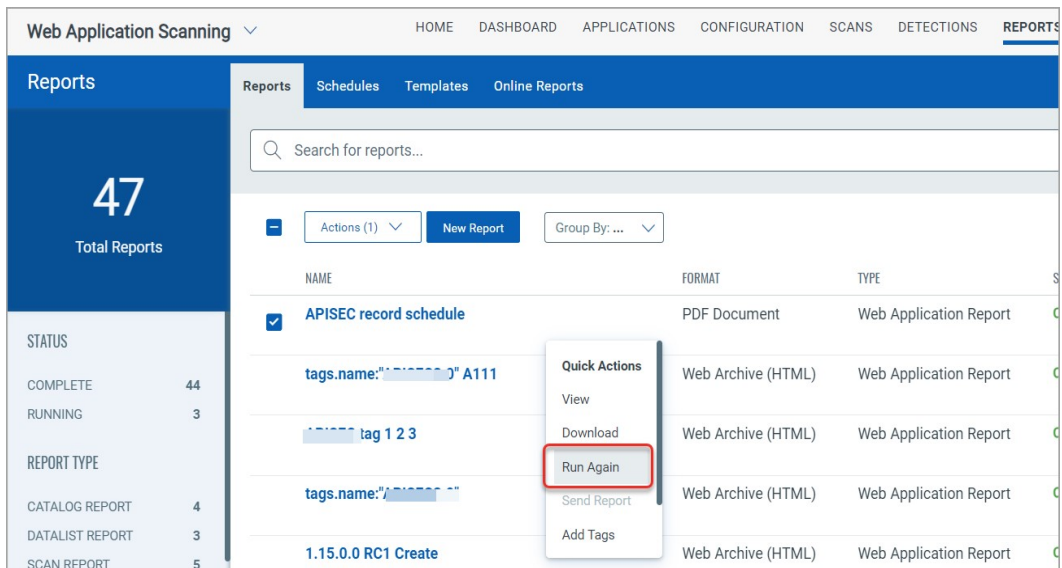 Web Application Scanning
HOME DASHBOARD APPLICATIONS CONFIGURATION SCANS DETECTIONS REPORTS
Reports
Reports Schedules Templates Online Reports
Search for reports...
47
Total Reports
Actions (1) New Report Group By: ...
NAME FORMAT TYPE
APISEC record schedule PDF Document Web Application Report
STATUS
COMPLETE 44
RUNNING 3
REPORT TYPE
CATALOG REPORT 4
DATALIST REPORT 3
SCAN REPORT 5
tags.name:" " A111 Web Archive (HTML) Web Application Report
tag 1 2 3 Web Archive (HTML) Web Application Report
tags.name:" Web Archive (HTML) Web Application Report
1.15.0.0 RC1 Create Web Archive (HTML) Web Application Report
Quick Actions
View
Download
Run Again
Send Report
Add Tags